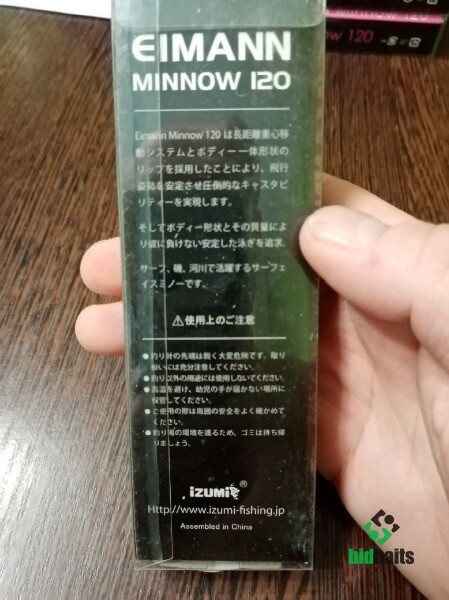 MINNOW 120
NNOW 120
EIMANN
MINNOW 120
Eimann Minnow 120 は長距離重心移
動システムとボディー一体形状の
リップを採用したことにより、飛行
姿勢を安定させ圧倒的なキャスタビ
リティーを実現します。
そしてボディー形状とその質量によ
り波に負けない安定した泳ぎを追求。
サーフ、磯、河川で活躍するサーフェ
イスミノーです。
⚠使用上のご注意
●釣り針の先端は鋭く大変危険です。取り
扱いには充分注意してください。
●釣り以外の用途には使用しないでください。
●高温を避け、幼児の手が届かない場所に
保管してください。
●ご使用の際は周囲の安全をよく確かめて
ください。
●釣り場の環境を護るため、ゴミは持ち帰
りましょう。
IZUMI®
Http://www.izumi-fishing.jp
Assembled in China
bidbaits